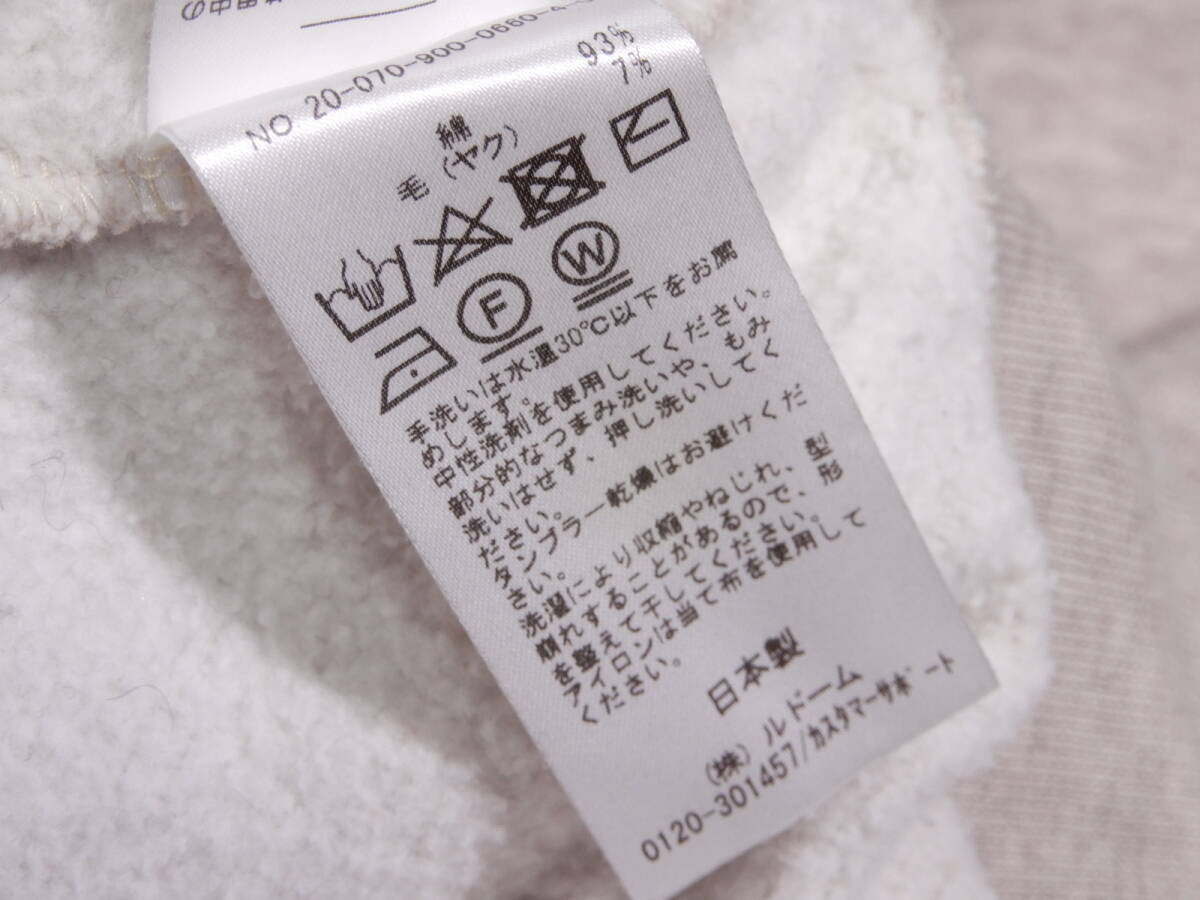 NO 20-070-900-0660-4-
綿 93%
毛 (ヤク) 7%
F W
手洗いは水温30℃以下をお薦
めします。
中性洗剤を使用してください。
部分的なつまみ洗いや、もみ
洗いはせず、押し洗いしてく
ださい。
タンブラー乾燥はお避けくだ
さい。
洗濯により収縮やねじれ、型
崩れすることがあるので、形
を整えて干してください。
アイロンは当て布を使用して
ください。
日本製
(株) ルドーム
0120-301457/カスタマーサポート